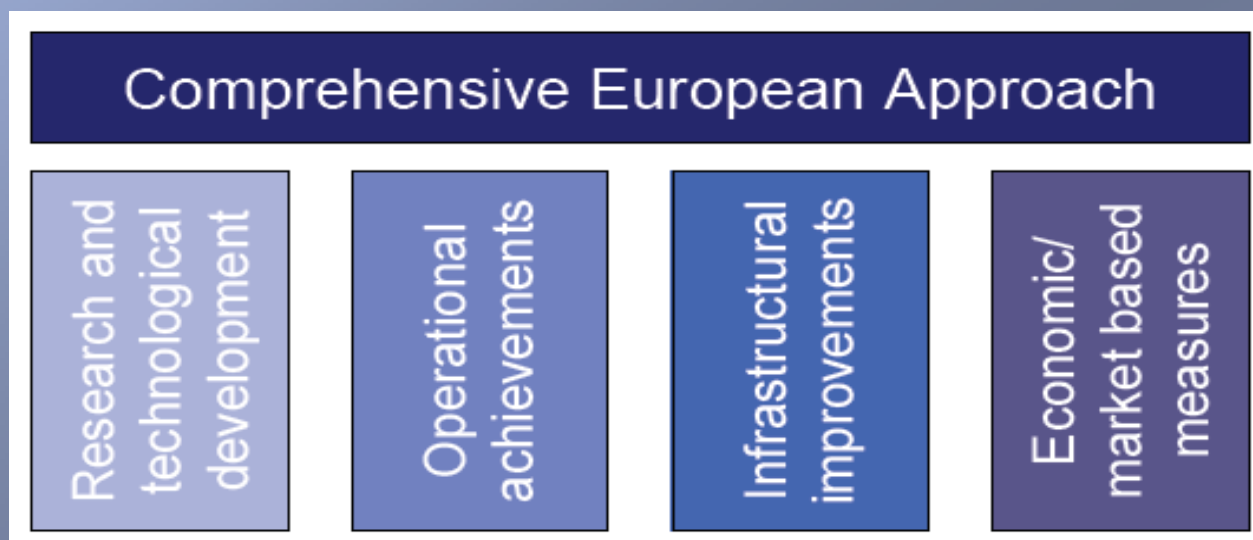 Comprehensive European Approach
Research and
technological
development
Operational
achievements
Infrastructural
improvements
Economic/
market based
measures